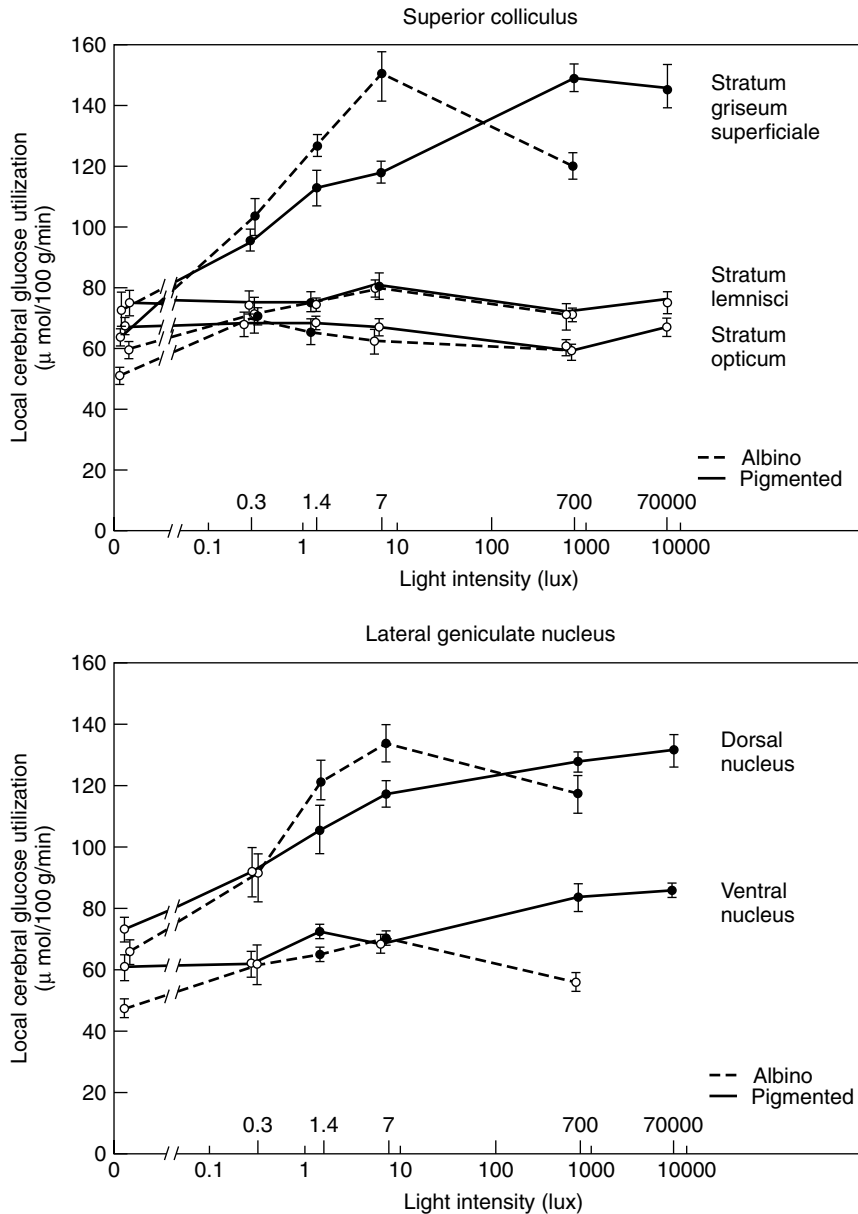 Superior colliculus
160
140
120
100
80
60
40
20
0
Local cerebral glucose utilization
(μ mol/100 g/min)
Stratum
griseum
superficiale
Stratum
lemnisci
Stratum
opticum
Albino
Pigmented
0.3 1.4 7 700 70000
0 0.1 1 10 100 1000 10000
Light intensity (lux)
Lateral geniculate nucleus
160
140
120
100
80
60
40
20
0
Local cerebral glucose utilization
(μ mol/100 g/min)
Dorsal
nucleus
Ventral
nucleus
Albino
Pigmented
0.3 1.4 7 700 70000
0 0.1 1 10 100 1000 10000
Light intensity (lux)